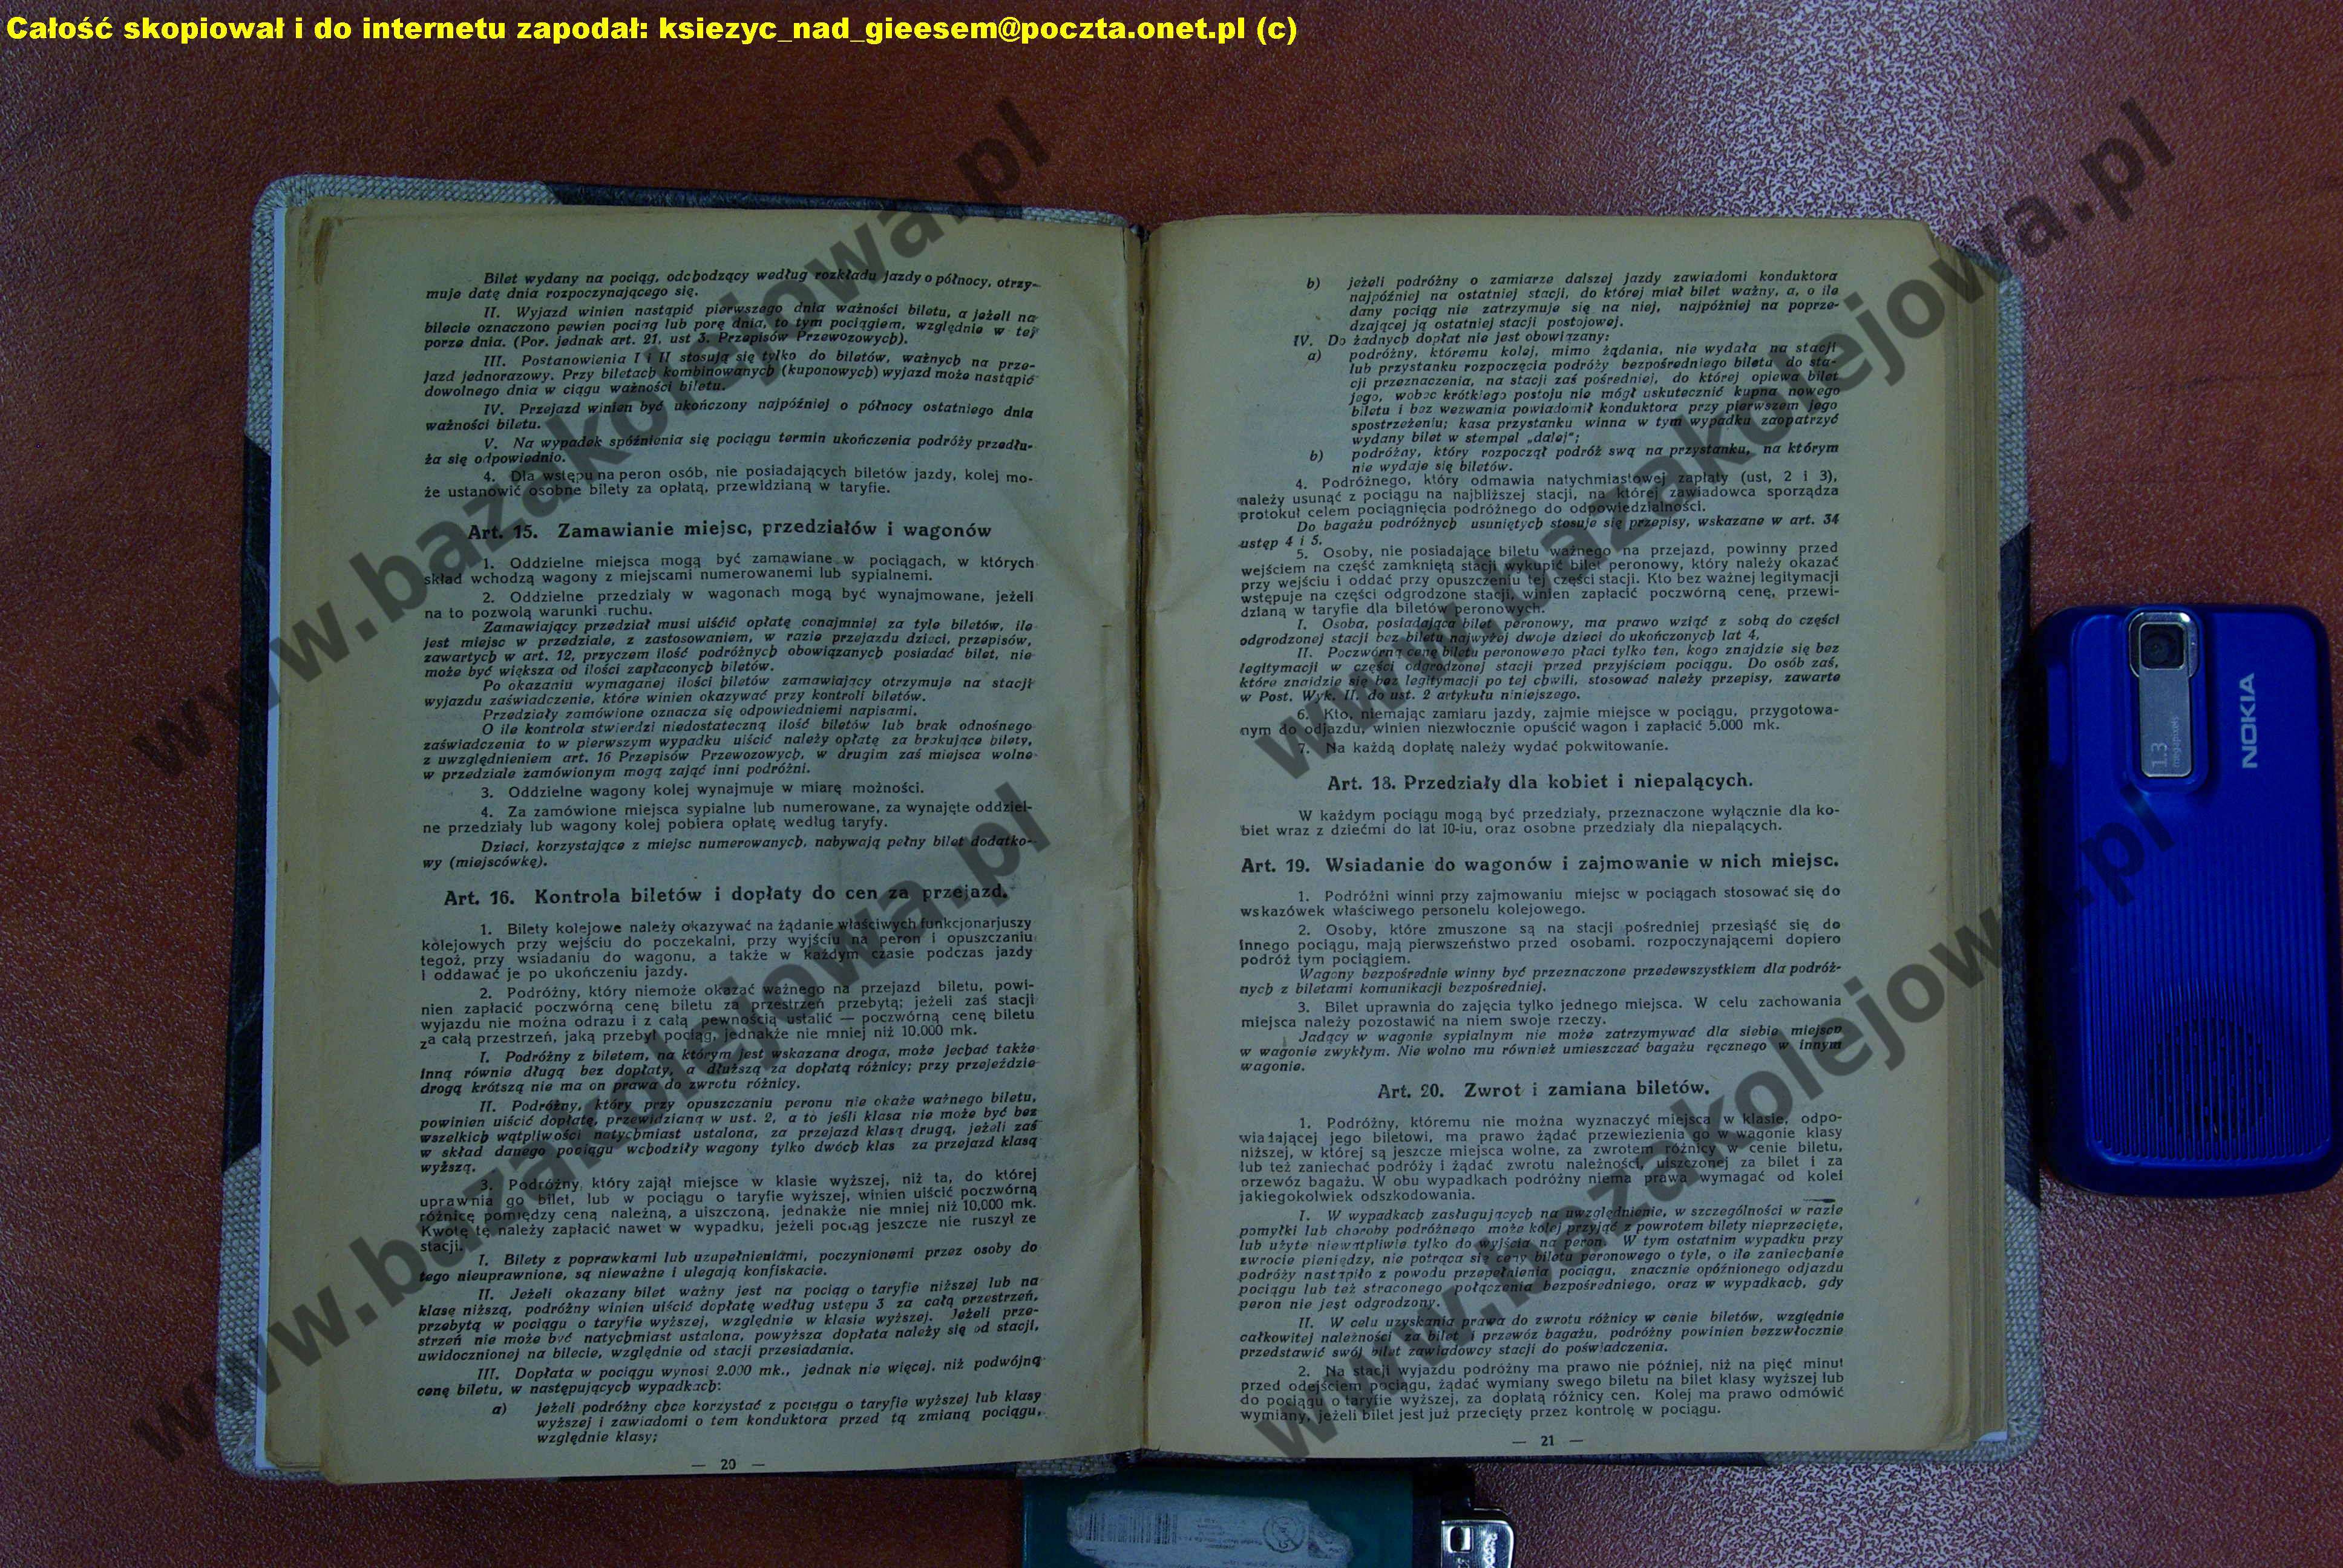 Całość skopiował i do internetu zapodał: ksiezyc_nad_gieesem@poczta.onet.pl (c)
Bilet wydany na pociąg, odchodzący według rozkładu jazdy o północy, otrzy-
muje datę dnia rozpoczynającego się.
II. Wyjazd winien nastąpić pierwszego dnia ważności biletu, a jeżeli na
bilecie oznaczono pewien pociąg lub porę dnia, to tym pociągiem, względnie w tej
porze dnia. (Por. jednak art. 21, ust 3. Przepisów Przewozowych).
III. Postanowienia I i II stosują się tylko do biletów, ważnych na prze-
jazd jednorazowy. Przy biletach kombinowanych (kuponowych) wyjazd może nastąpić
dowolnego dnia w ciągu ważności biletu.
IV. Przejazd winien być ukończony najpóźniej o północy ostatniego dnia
ważności biletu.
V. Na wypadek spóźnienia się pociągu termin ukończenia podróży przedłu-
ża się odpowiednio.
4. Dla wstępu na peron osób, nie posiadających biletów jazdy, kolej mo-
że ustanowić osobne bilety za opłatą, przewidzianą w taryfie.
Art. 15. Zamawianie miejsc, przedziałów i wagonów
1. Oddzielne miejsca mogą być zamawiane w pociągach, w których
skład wchodzą wagony z miejscami numerowanemi lub sypialnemi.
2. Oddzielne przedziały w wagonach mogą być wynajmowane, jeżeli
na to pozwolą warunki ruchu.
Zamawiający przedział musi uiścić opłatę conajmniej za tyle biletów, ile
jest miejsc w przedziale, z zastosowaniem, w razie przejazdu dzieci, przepisów,
zawartych w art. 12, przyczem ilość podróżnych obowiązanych posiadać bilet, nie
może być większa od ilości zapłaconych biletów.
Po okazaniu wymaganej ilości biletów zamawiający otrzymuje na stacji
wyjazdu zaświadczenie, które winien okazywać przy kontroli biletów.
Przedziały zamówione oznacza się odpowiedniemi napisami.
O ile kontrola stwierdzi niedostateczną ilość biletów lub brak odnośnego
zaświadczenia to w pierwszym wypadku uiścić należy opłatę za brakujące bilety,
z uwzględnieniem art. 16 Przepisów Przewozowych, w drugim zaś miejsca wolne
w przedziale zamówionym mogą zająć inni podróżni.
3. Oddzielne wagony kolej wynajmuje w miarę możności.
4. Za zamówione miejsca sypialne lub numerowane, za wynajęte oddziel-
ne przedziały lub wagony kolej pobiera opłatę według taryfy.
Dzieci, korzystające z miejsc numerowanych, nabywają pełny bilet dodatko-
wy (miejscówkę).
Art. 16. Kontrola biletów i dopłaty do cen za przejazd.
1. Bilety kolejowe należy okazywać na żądanie właściwych funkcjonarjuszy
kolejowych przy wejściu do poczekalni, przy wyjściu na peron i opuszczaniu
tegoż, przy wsiadaniu do wagonu, a także w każdym czasie podczas jazdy
i oddawać je po ukończeniu jazdy.
2. Podróżny, który niemoże okazać ważnego na przejazd biletu, powi-
nien zapłacić poczwórną cenę biletu za przestrzeń przebytą; jeżeli zaś stacji
wyjazdu nie można odrazu i z całą pewnością ustalić — poczwórną cenę biletu
za całą przestrzeń, jaką przebył pociąg, jednakże nie mniej niż 10.000 mk.
I. Podróżny z biletem, na którym jest wskazana droga, może jechać także
inną równie długą bez dopłaty, a dłuższą za dopłatą różnicy; przy przejeździe
drogą krótszą nie ma on prawa do zwrotu różnicy.
II. Podróżny, który przy opuszczaniu peronu nie okaże ważnego biletu,
powinien uiścić dopłatę, przewidzianą w ust. 2, a to jeśli klasa nie może być bez
wszelkich wątpliwości natychmiast ustalona, za przejazd klasą drugą, jeżeli zaś
w skład danego pociągu wchodziły wagony tylko dwóch klas za przejazd klasą
wyższą.
3. Podróżny, który zajął miejsce w klasie wyższej, niż ta, do której
uprawnia go bilet, lub w pociągu o taryfie wyższej, winien uiścić poczwórną
różnicę pomiędzy ceną należną, a uiszczoną, jednakże nie mniej niż 10.000 mk.
Kwotę tę należy zapłacić nawet w wypadku, jeżeli pociąg jeszcze nie ruszył ze
stacji.
I. Bilety z poprawkami lub uzupełnieniami, poczynionemi przez osoby do
tego nieuprawnione, są nieważne i ulegają konfiskacie.
II. Jeżeli okazany bilet ważny jest na pociąg o taryfie niższej lub na
klasę niższą, podróżny winien uiścić dopłatę według ustępu 3 za całą przestrzeń,
przebytą w pociągu o taryfie wyższej, względnie w klasie wyższej. Jeżeli prze-
strzeń nie może być natychmiast ustalona, powyższa dopłata należy się od stacji,
uwidocznionej na bilecie, względnie od stacji przesiadania.
III. Dopłata w pociągu wynosi 2.000 mk., jednak nie więcej, niż podwójną
cenę biletu, w następujących wypadkach:
a) jeżeli podróżny chce korzystać z pociągu o taryfie wyższej lub klasy
wyższej i zawiadomi o tem konduktora przed tą zmianą pociągu,
względnie klasy;
— 20 —
b) jeżeli podróżny o zamiarze dalszej jazdy zawiadomi konduktora
najpóźniej na ostatniej stacji, do której miał bilet ważny, a, o ile
dany pociąg nie zatrzymuje się na niej, najpóźniej na poprze-
dzającej ją ostatniej stacji postojowej.
IV. Do żadnych dopłat nie jest obowiązany:
a) podróżny, któremu kolej, mimo żądania, nie wydała na stacji
lub przystanku rozpoczęcia podróży bezpośredniego biletu do sta-
cji przeznaczenia, na stacji zaś pośredniej, do której opiewa bilet
jego, wobec krótkiego postoju nie mógł uskutecznić kupna nowego
biletu i bez wezwania powiadomił konduktora przy pierwszem jego
spostrzeżeniu; kasa przystanku winna w tym wypadku zaopatrzyć
wydany bilet w stempel „dalej";
b) podróżny, który rozpoczął podróż swą na przystanku, na którym
nie wydaje się biletów.
4. Podróżnego, który odmawia natychmiastowej zapłaty (ust, 2 i 3),
należy usunąć z pociągu na najbliższej stacji, na której zawiadowca sporządza
protokuł celem pociągnięcia podróżnego do odpowiedzialności.
Do bagażu podróżnych usuniętych stosuje się przepisy, wskazane w art. 34
ustęp 4 i 5.
5. Osoby, nie posiadające biletu ważnego na przejazd, powinny przed
wejściem na część zamkniętą stacji wykupić bilet peronowy, który należy okazać
przy wejściu i oddać przy opuszczeniu tej części stacji. Kto bez ważnej legitymacji
wstępuje na części odgrodzone stacji, winien zapłacić poczwórną cenę, przewi-
dzianą w taryfie dla biletów peronowych.
I. Osoba, posiadająca bilet peronowy, ma prawo wziąć z sobą do części
odgrodzonej stacji bez biletu najwyżej dwoje dzieci do ukończonych lat 4.
II. Poczwórną cenę biletu peronowego płaci tylko ten, kogo znajdzie się bez
legitymacji w części odgrodzonej stacji przed przyjściem pociągu. Do osób zaś,
które znajdzie się bez legitymacji po tej chwili, stosować należy przepisy, zawarte
w Post. Wyk. II. do ust. 2 artykułu niniejszego.
6. Kto, niemając zamiaru jazdy, zajmie miejsce w pociągu, przygotowa-
nym do odjazdu, winien niezwłocznie opuścić wagon i zapłacić 5.000 mk.
7. Na każdą dopłatę należy wydać pokwitowanie.
Art. 18. Przedziały dla kobiet i niepalących.
W każdym pociągu mogą być przedziały, przeznaczone wyłącznie dla ko-
biet wraz z dziećmi do lat 10-iu, oraz osobne przedziały dla niepalących.
Art. 19. Wsiadanie do wagonów i zajmowanie w nich miejsc.
1. Podróżni winni przy zajmowaniu miejsc w pociągach stosować się do
wskazówek właściwego personelu kolejowego.
2. Osoby, które zmuszone są na stacji pośredniej przesiąść się do
innego pociągu, mają pierwszeństwo przed osobami. rozpoczynającemi dopiero
podróż tym pociągiem.
Wagony bezpośrednie winny być przeznaczone przedewszystkiem dla podróż-
nych z biletami komunikacji bezpośredniej.
3. Bilet uprawnia do zajęcia tylko jednego miejsca. W celu zachowania
miejsca należy pozostawić na niem swoje rzeczy.
Jadący w wagonie sypialnym nie może zatrzymywać dla siebie miejsca
w wagonie zwykłym. Nie wolno mu również umieszczać bagażu ręcznego w innym
wagonie.
Art. 20. Zwrot i zamiana biletów.
1. Podróżny, któremu nie można wyznaczyć miejsca w klasie, odpo-
wiadającej jego biletowi, ma prawo żądać przewiezienia go w wagonie klasy
niższej, w której są jeszcze miejsca wolne, za zwrotem różnicy w cenie biletu,
lub też zaniechać podróży i żądać zwrotu należności, uiszczonej za bilet i za
przewóz bagażu. W obu wypadkach podróżny niema prawa wymagać od kolei
jakiegokolwiek odszkodowania.
I. W wypadkach zasługujących na uwzględnienie, w szczególności w razie
pomyłki lub choroby podróżnego może kolej przyjąć z powrotem bilety nieprzecięte,
lub użyte niewątpliwie tylko do wyjścia na peron. W tym ostatnim wypadku przy
zwrocie pieniędzy, nie potrąca się ceny biletu peronowego o tyle, o ile zaniechanie
podróży nastąpiło z powodu przepełnienia pociągu, znacznie opóźnionego odjazdu
pociągu lub też straconego połączenia bezpośredniego, oraz w wypadkach, gdy
peron nie jest odgrodzony.
II. W celu uzyskania prawa do zwrotu różnicy w cenie biletów, względnie
całkowitej należności za bilet i przewóz bagażu, podróżny powinien bezzwłocznie
przedstawić swój bilet zawiadowcy stacji do poświadczenia.
2. Na stacji wyjazdu podróżny ma prawo nie później, niż na pięć minut
przed odejściem pociągu, żądać wymiany swego biletu na bilet klasy wyższej lub
do pociągu o taryfie wyższej, za dopłatą różnicy cen. Kolej ma prawo odmówić
wymiany, jeżeli bilet jest już przecięty przez kontrolę w pociągu.
— 21 —
NOKIA
1.3
megapixels
www.bazakolejowa.pl
www.bazakolejowa.pl
www.bazakolejowa.pl
www.bazakolejowa.pl